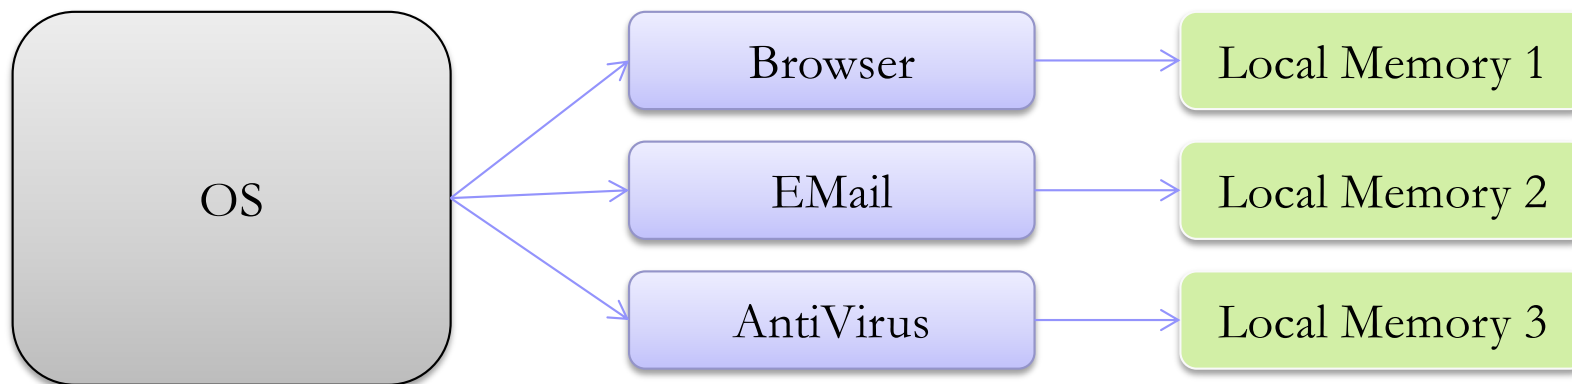 OS
Browser
Local Memory 1
EMail
Local Memory 2
AntiVirus
Local Memory 3